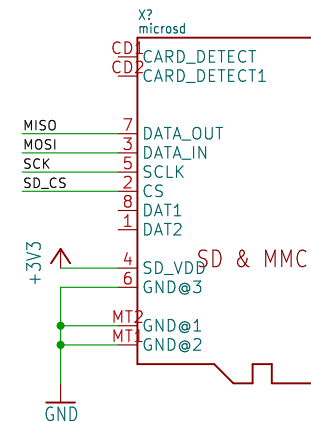 X?
microsd
CD1 CARD_DETECT
CD2 CARD_DETECT1
MISO 7 DATA_OUT
MOSI 3 DATA_IN
SCK 5 SCLK
SD_CS 2 CS
8 DAT1
1 DAT2
SD & MMC
+3V3 4 SD_VDD
6 GND@3
MT2 GND@1
MT1 GND@2
GND